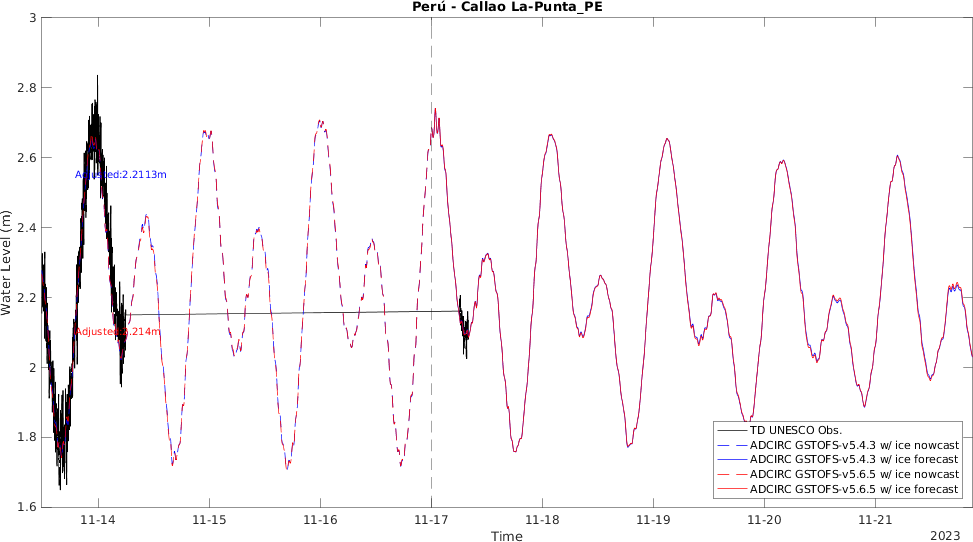 Perú - Callao La-Punta_PE
3
2.8
2.6
2.4
2.2
2
1.8
1.6
Water Level (m)
Adjusted:2.2113m
Adjusted:2.214m
TD UNESCO Obs.
ADCIRC GSTOFS-v5.4.3 w/ ice nowcast
ADCIRC GSTOFS-v5.4.3 w/ ice forecast
ADCIRC GSTOFS-v5.6.5 w/ ice nowcast
ADCIRC GSTOFS-v5.6.5 w/ ice forecast
11-14 11-15 11-16 11-17 11-18 11-19 11-20 11-21
Time
2023